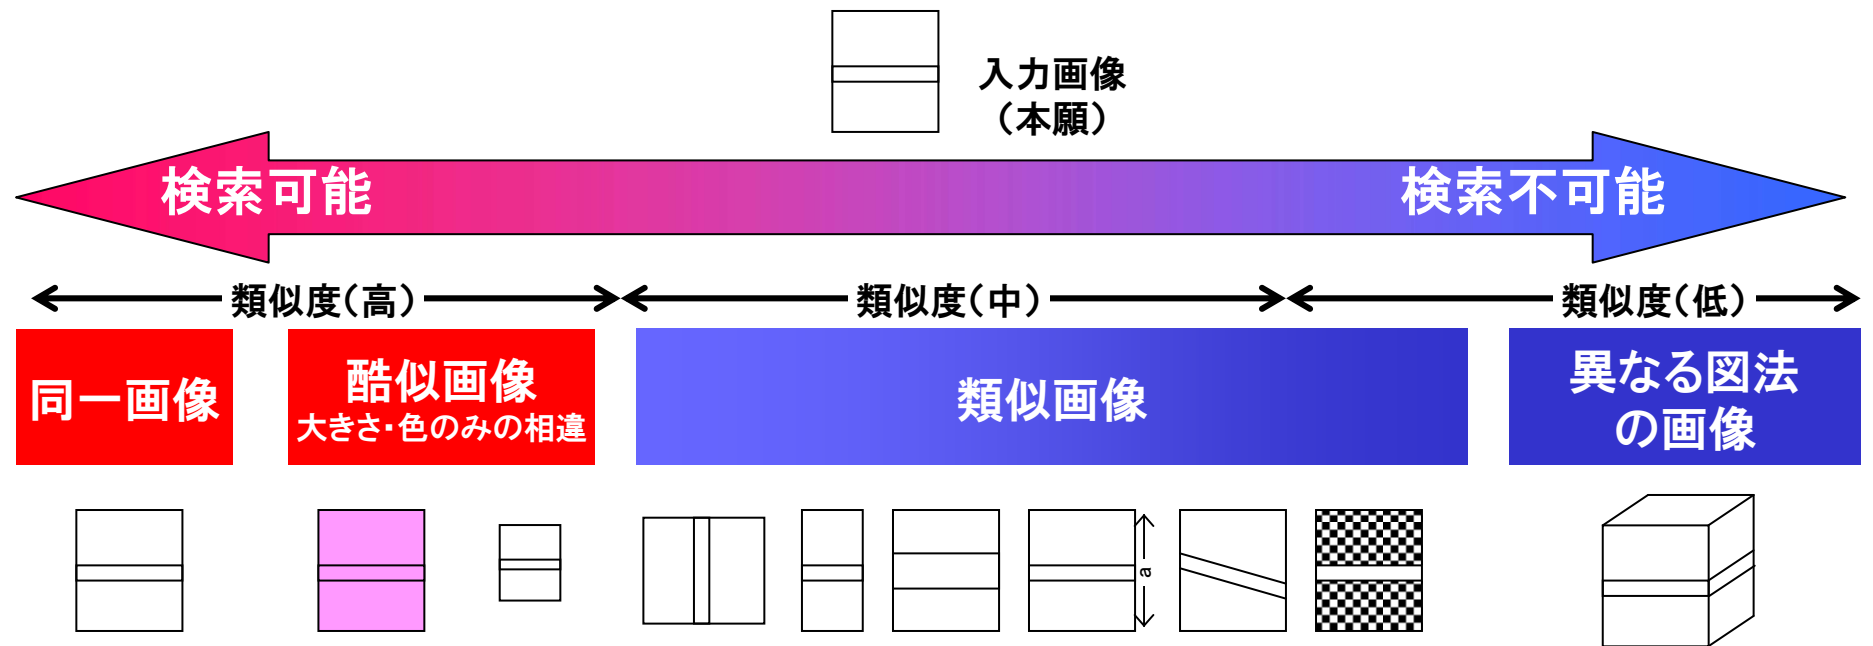 入力画像
（本願）
検索可能
検索不可能
類似度（高）
類似度（中）
類似度（低）
同一画像
酷似画像
大きさ・色のみの相違
類似画像
異なる図法
の画像
a